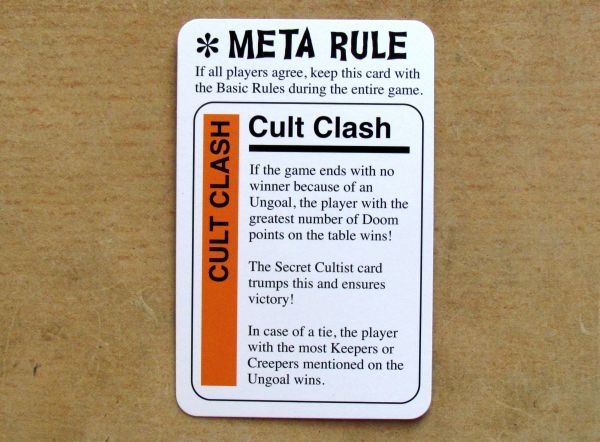 * META RULE
If all players agree, keep this card with
the Basic Rules during the entire game.
CULT CLASH
Cult Clash
If the game ends with no
winner because of an
Ungoal, the player with the
greatest number of Doom
points on the table wins!
The Secret Cultist card
trumps this and ensures
victory!
In case of a tie, the player
with the most Keepers or
Creepers mentioned on the
Ungoal wins.